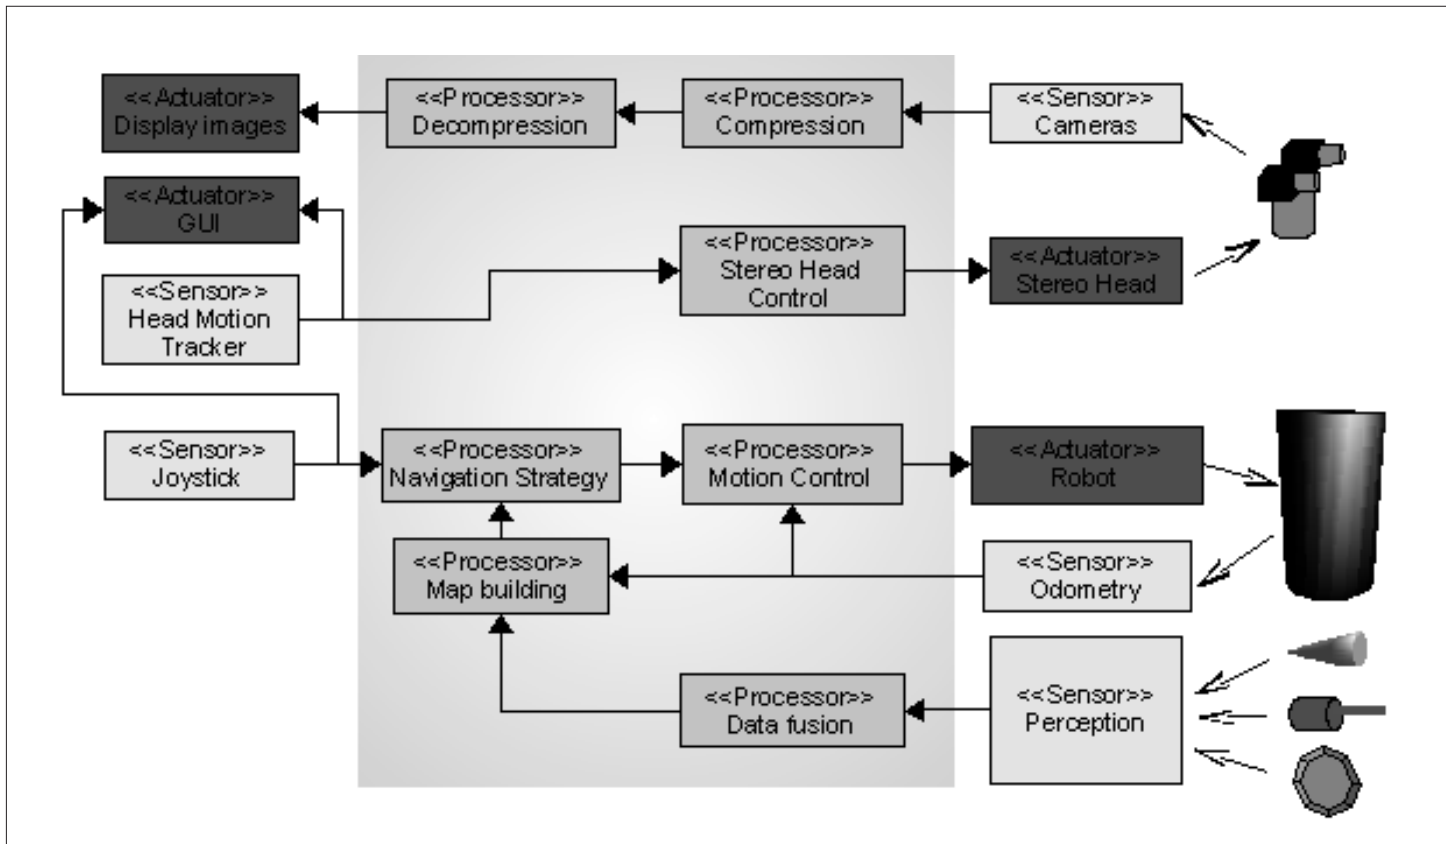 <<Actuator>>
Display images
<<Processor>>
Decompression
<<Processor>>
Compression
<<Sensor>>
Cameras
<<Actuator>>
GUI
<<Processor>>
Stereo Head
Control
<<Actuator>>
Stereo Head
<<Sensor>>
Head Motion
Tracker
<<Sensor>>
Joystick
<<Processor>>
Navigation Strategy
<<Processor>>
Motion Control
<<Actuator>>
Robot
<<Processor>>
Map building
<<Sensor>>
Odometry
<<Processor>>
Data fusion
<<Sensor>>
Perception